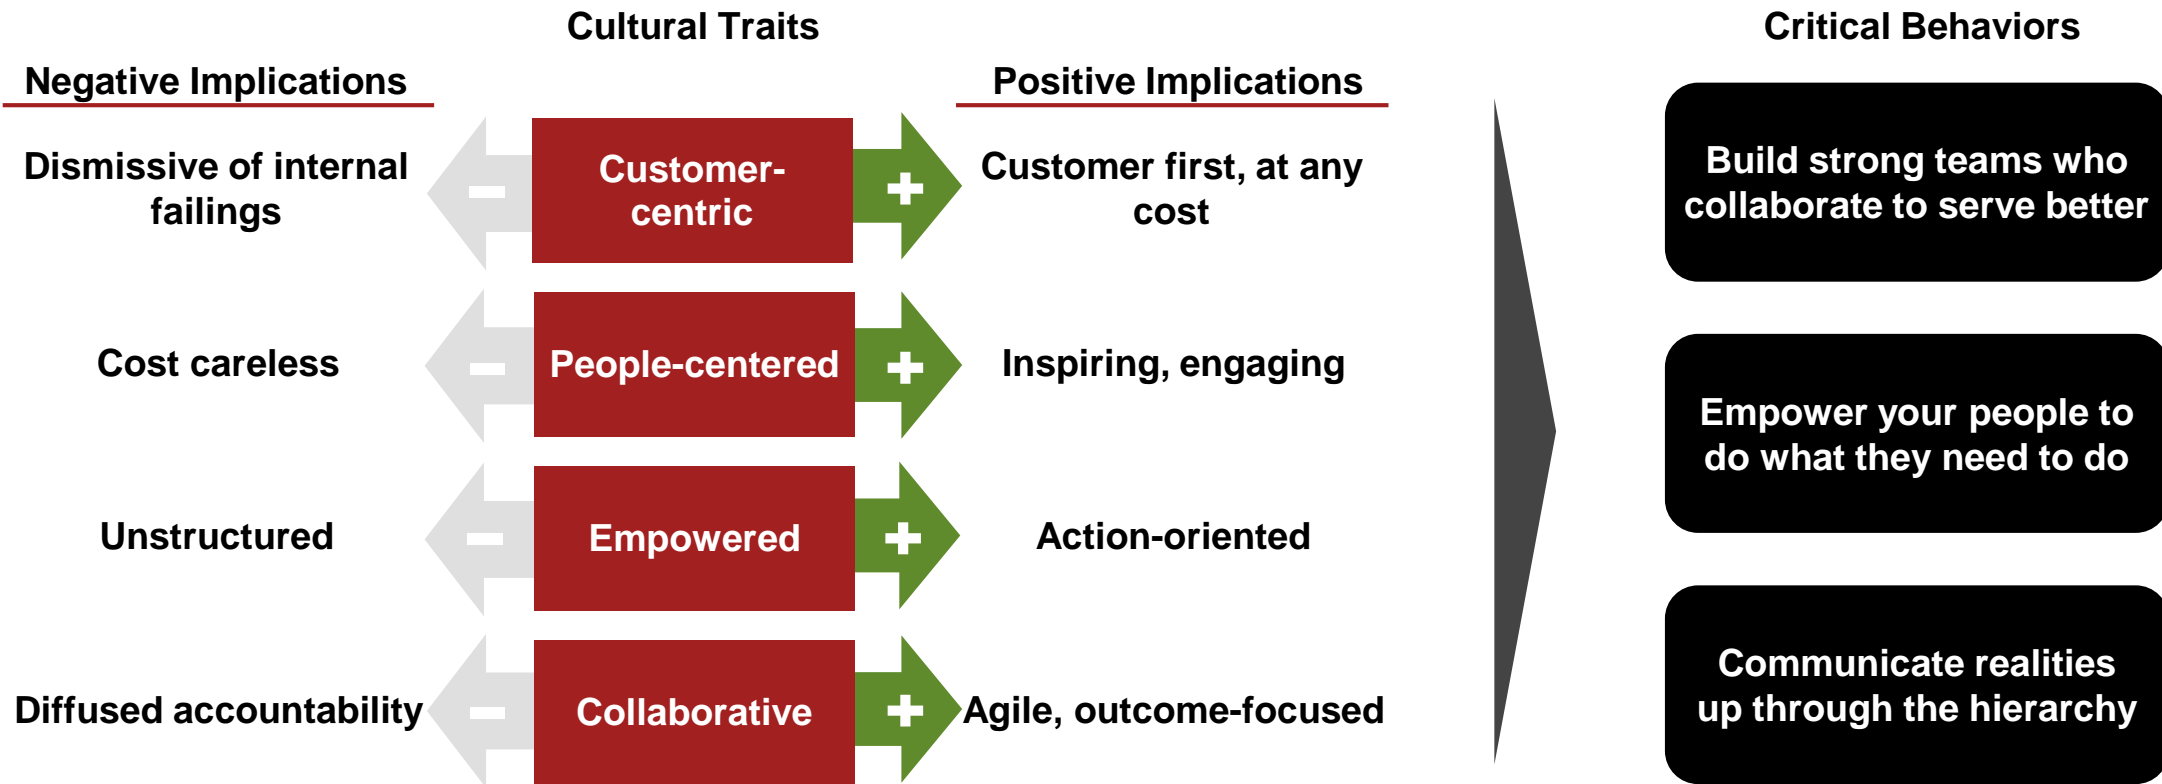 Cultural Traits
Critical Behaviors
Negative Implications
Positive Implications
Dismissive of internal
failings
Customer-
centric
Customer first, at any
cost
Cost careless
People-centered
Inspiring, engaging
Unstructured
Empowered
Action-oriented
Diffused accountability
Collaborative
Agile, outcome-focused
Build strong teams who
collaborate to serve better
Empower your people to
do what they need to do
Communicate realities
up through the hierarchy